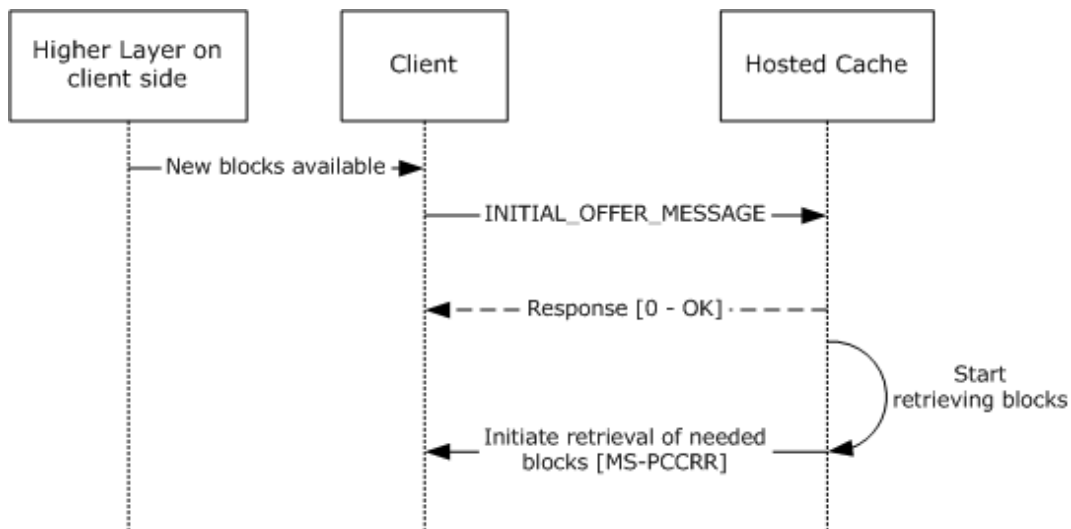 Higher Layer on
client side
Client
Hosted Cache
New blocks available
INITIAL_OFFER_MESSAGE
Response [0 - OK]
Start
retrieving blocks
Initiate retrieval of needed
blocks [MS-PCCRR]